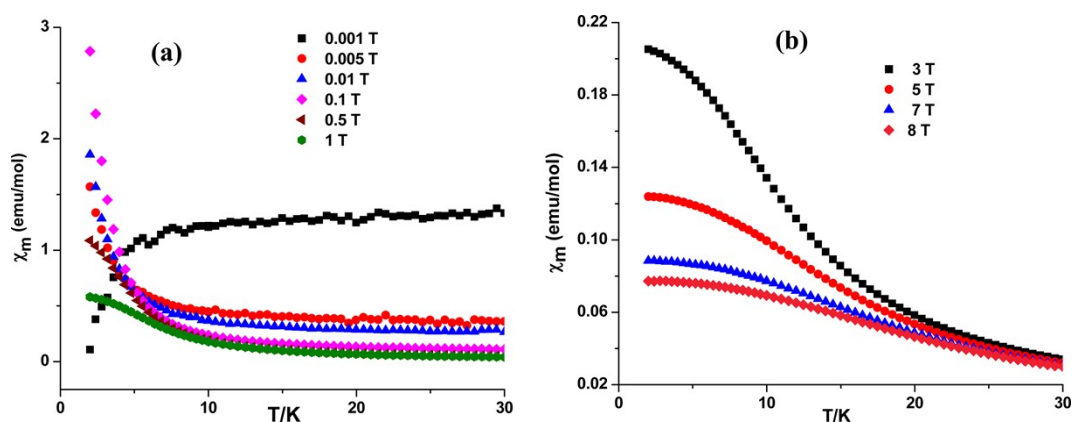 (a)
0.001 T
0.005 T
0.01 T
0.1 T
0.5 T
1 T
3
2
1
0
χm (emu/mol)
0
10
20
30
T/K
(b)
3 T
5 T
7 T
8 T
0.22
0.18
0.14
0.10
0.06
0.02
χm (emu/mol)
0
10
20
30
T/K